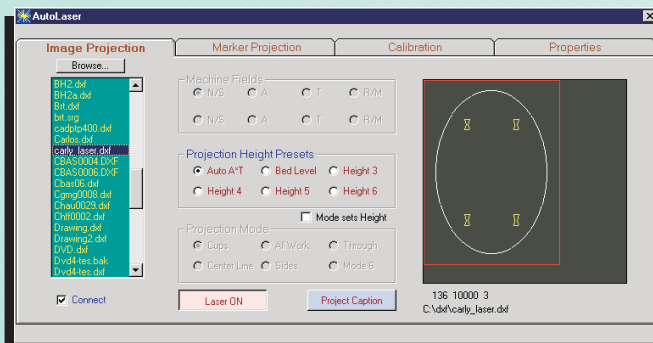 AutoLaser
Image Projection
Marker Projection
Calibration
Properties
Browse...
BH2.dxf
BH2a.dxf
Brt.dxf
brt.srg
cadptp400.dxf
Carlos.dxf
carly_laser.dxf
CBAS0004.DXF
CBAS0006.DXF
Cbas06.dxf
Cgmg0008.dxf
Chau0029.dxf
Chff0002.dxf
Drawing.dxf
Drawing2.dxf
DVD.dxf
Dvd4-tes.bak
Dvd4-tes.dxf
Connect
Machine Fields
N/S A T R/M
N/S A T R/M
Projection Height Presets
Auto A*T Bed Level Height 3
Height 4 Height 5 Height 6
Mode sets Height
Projection Mode
Cups All Work Through
Center Line Sides Mode 6
Laser ON
Project Caption
136 10000 3
C:\dxf\carly_laser.dxf